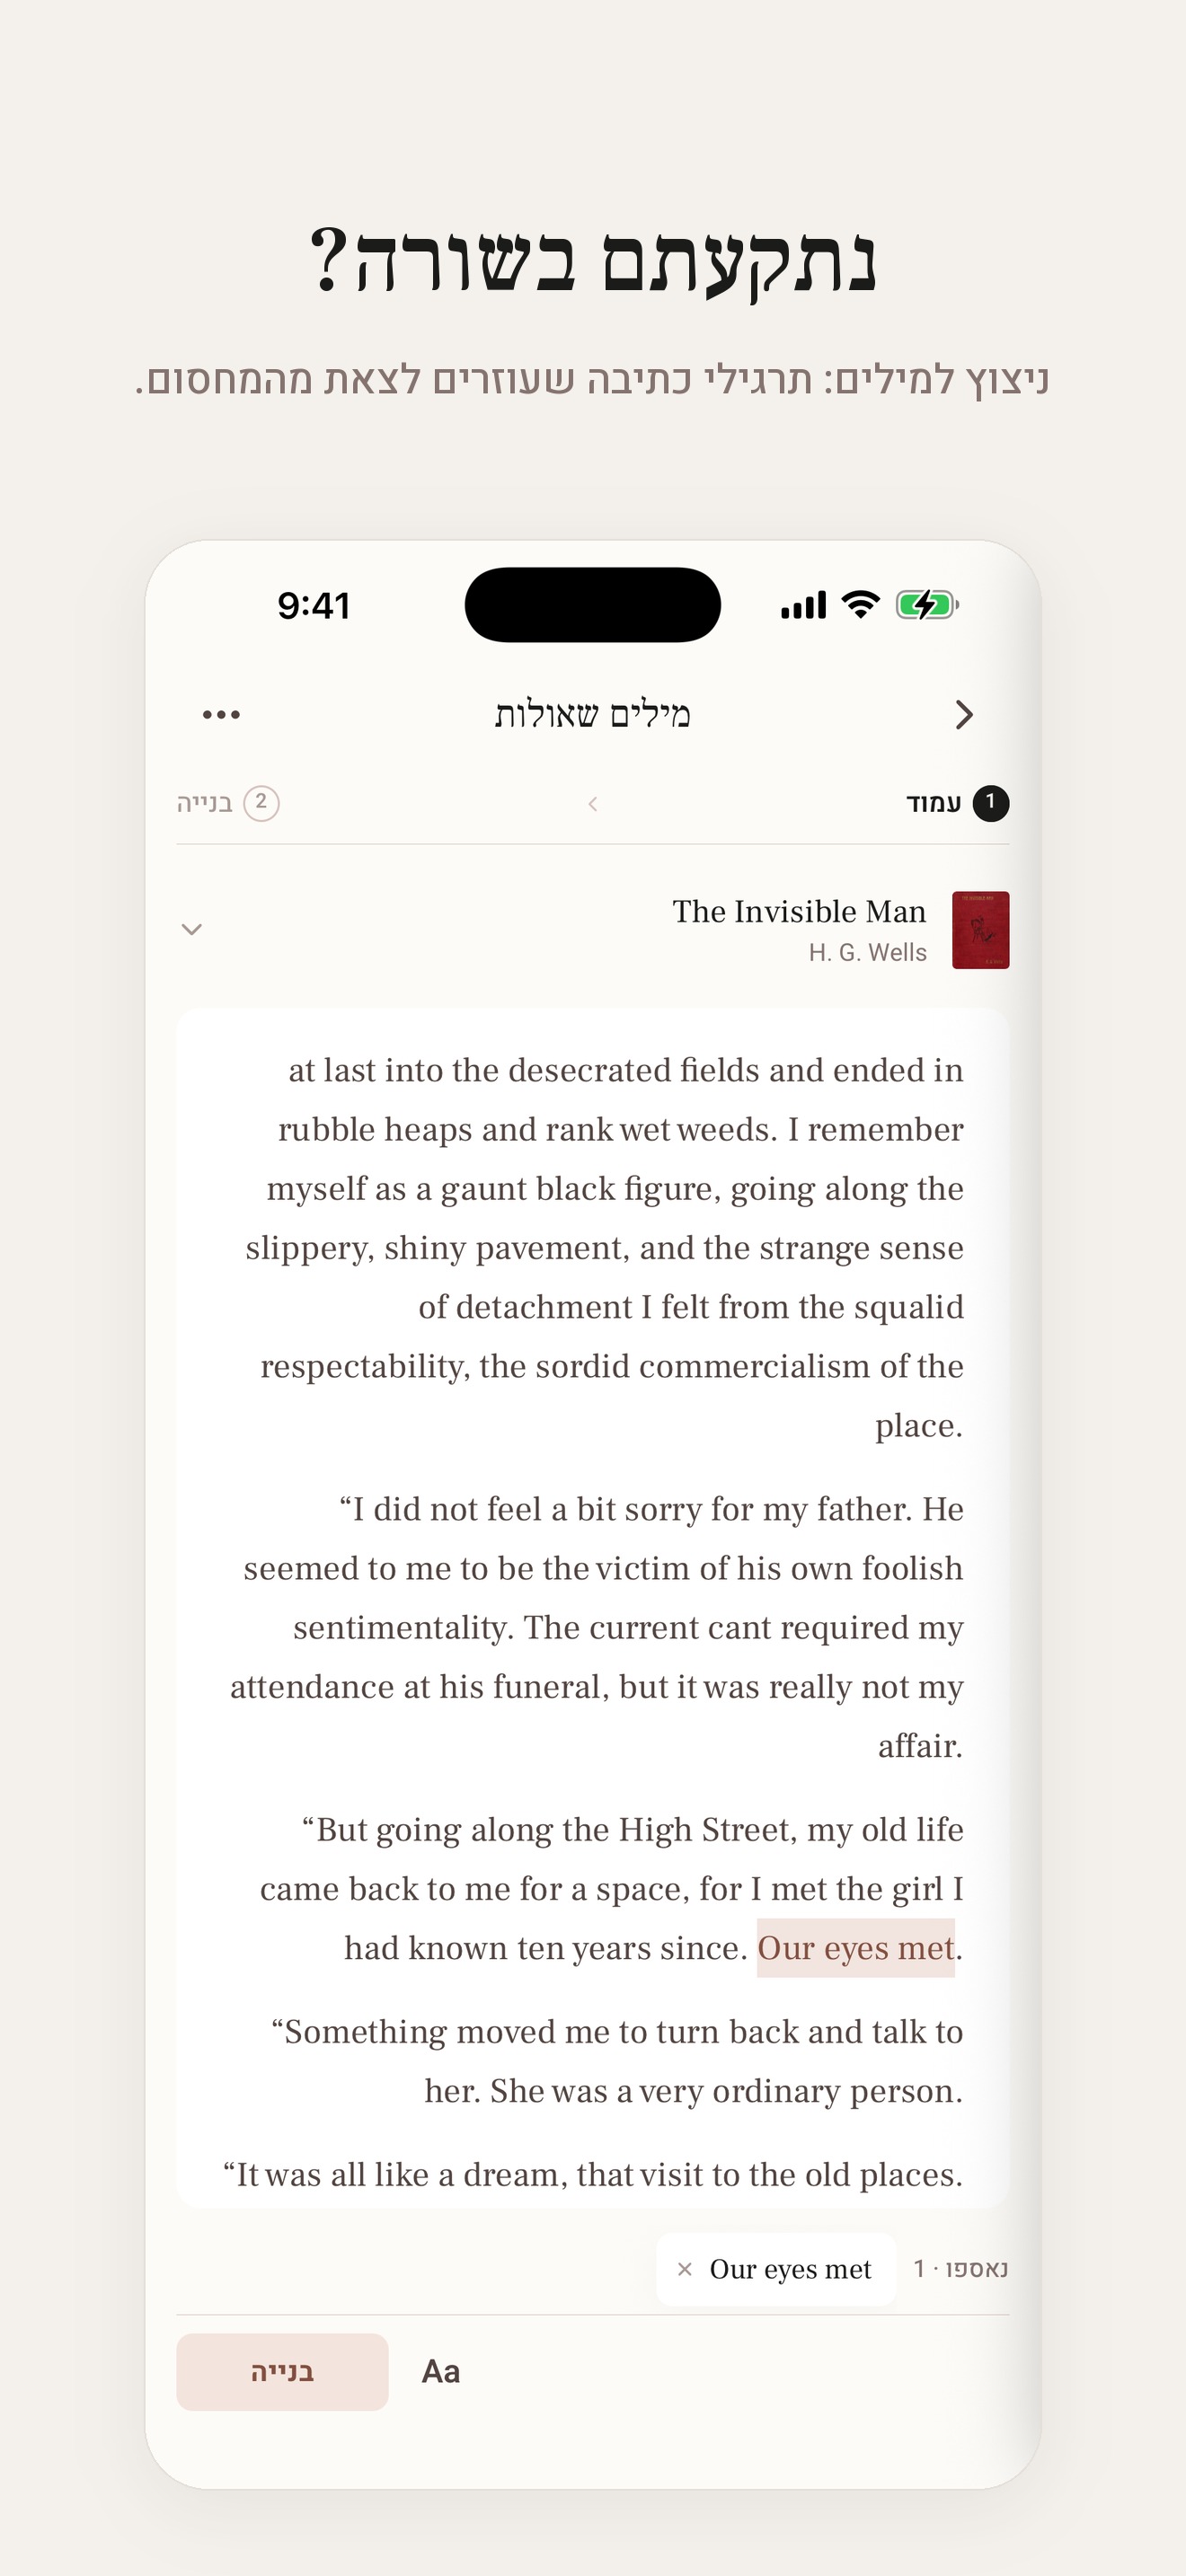 נתקעתם בשורה?
ניצוץ למילים: תרגילי כתיבה שעוזרים לצאת מהמחסום.
9:41
מילים שאולות
1 עמוד
2 בנייה
The Invisible Man
H. G. Wells
at last into the desecrated fields and ended in
rubble heaps and rank wet weeds. I remember
myself as a gaunt black figure, going along the
slippery, shiny pavement, and the strange sense
of detachment I felt from the squalid
respectability, the sordid commercialism of the
place.
“I did not feel a bit sorry for my father. He
seemed to me to be the victim of his own foolish
sentimentality. The current cant required my
attendance at his funeral, but it was really not my
affair.
“But going along the High Street, my old life
came back to me for a space, for I met the girl I
had known ten years since. Our eyes met.
“Something moved me to turn back and talk to
her. She was a very ordinary person.
“It was all like a dream, that visit to the old places.
נאספו · 1
Our eyes met ×
Aa
בנייה